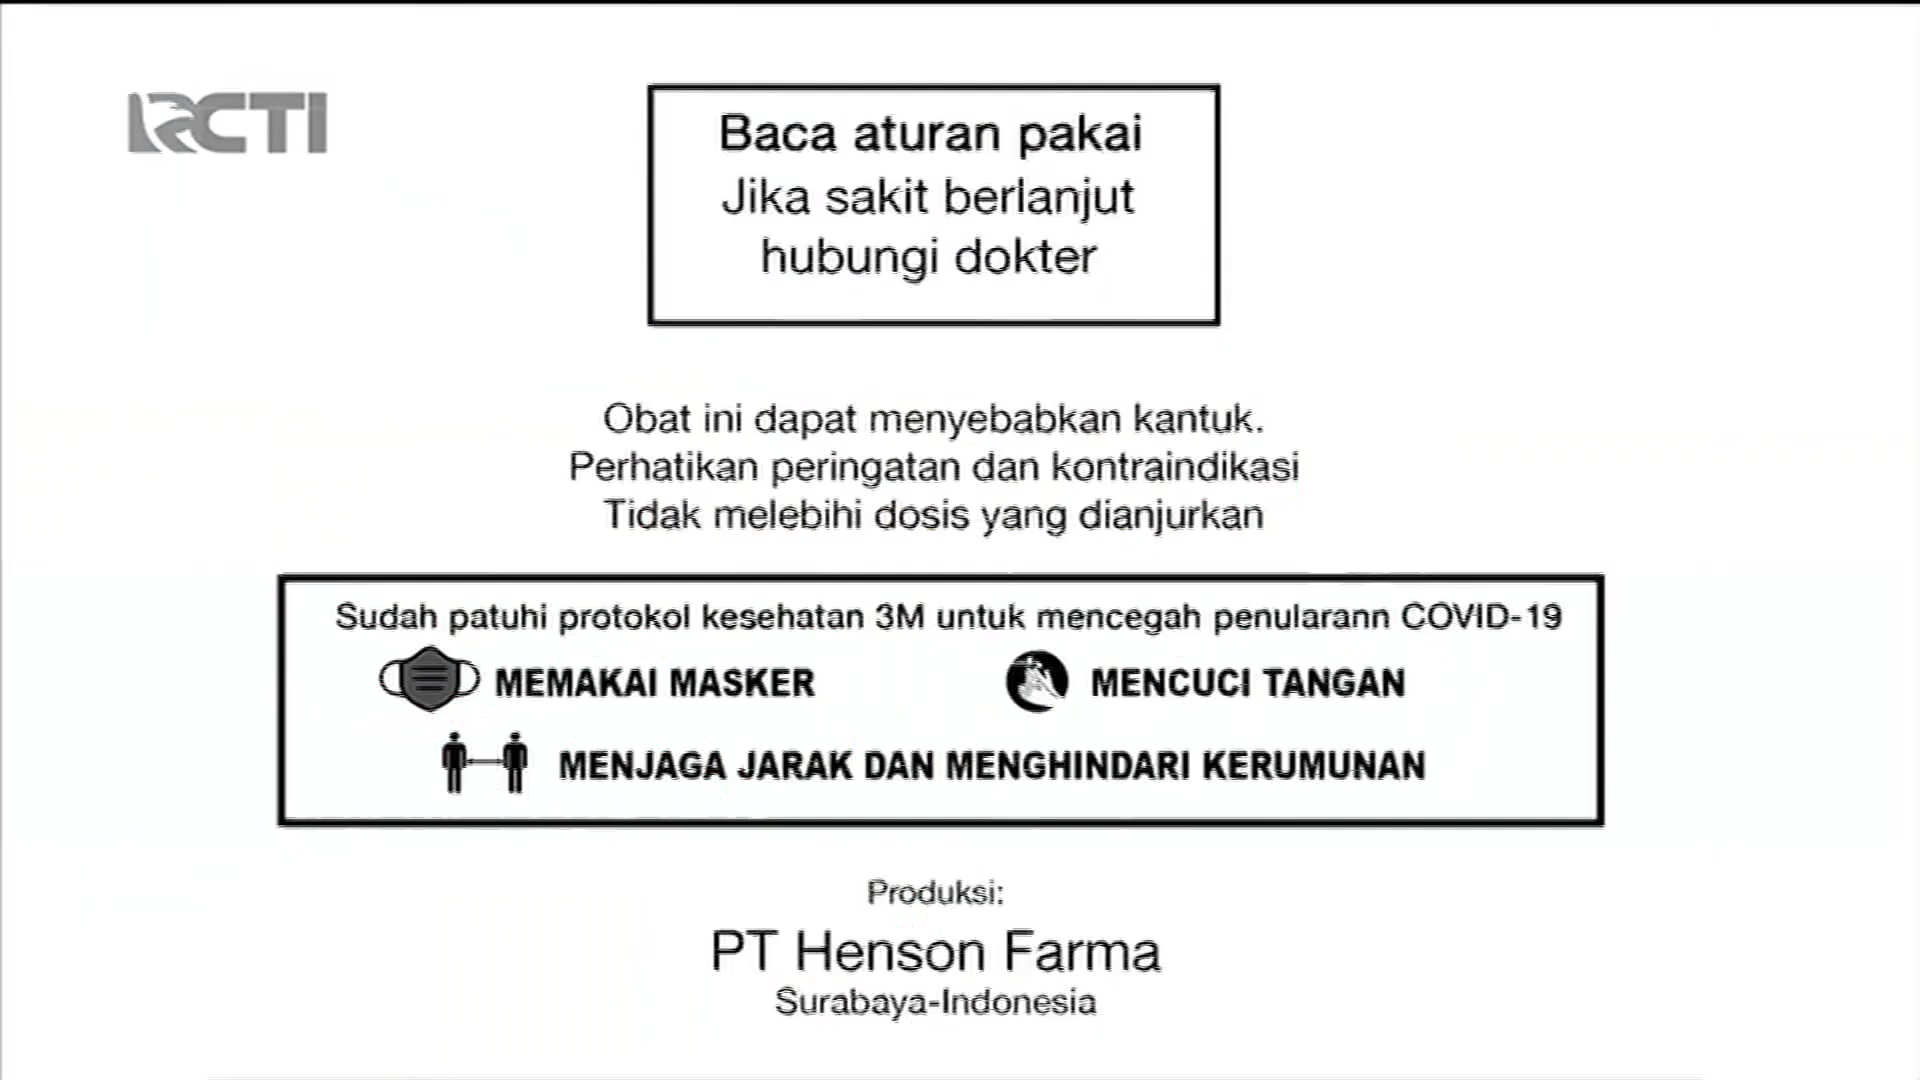 RCTI
Baca aturan pakai
Jika sakit berlanjut
hubungi dokter
Obat ini dapat menyebabkan kantuk.
Perhatikan peringatan dan kontraindikasi
Tidak melebihi dosis yang dianjurkan
Sudah patuhi protokol kesehatan 3M untuk mencegah penularann COVID-19
MEMAKAI MASKER
MENCUCI TANGAN
MENJAGA JARAK DAN MENGHINDARI KERUMUNAN
Produksi:
PT Henson Farma
Surabaya-Indonesia